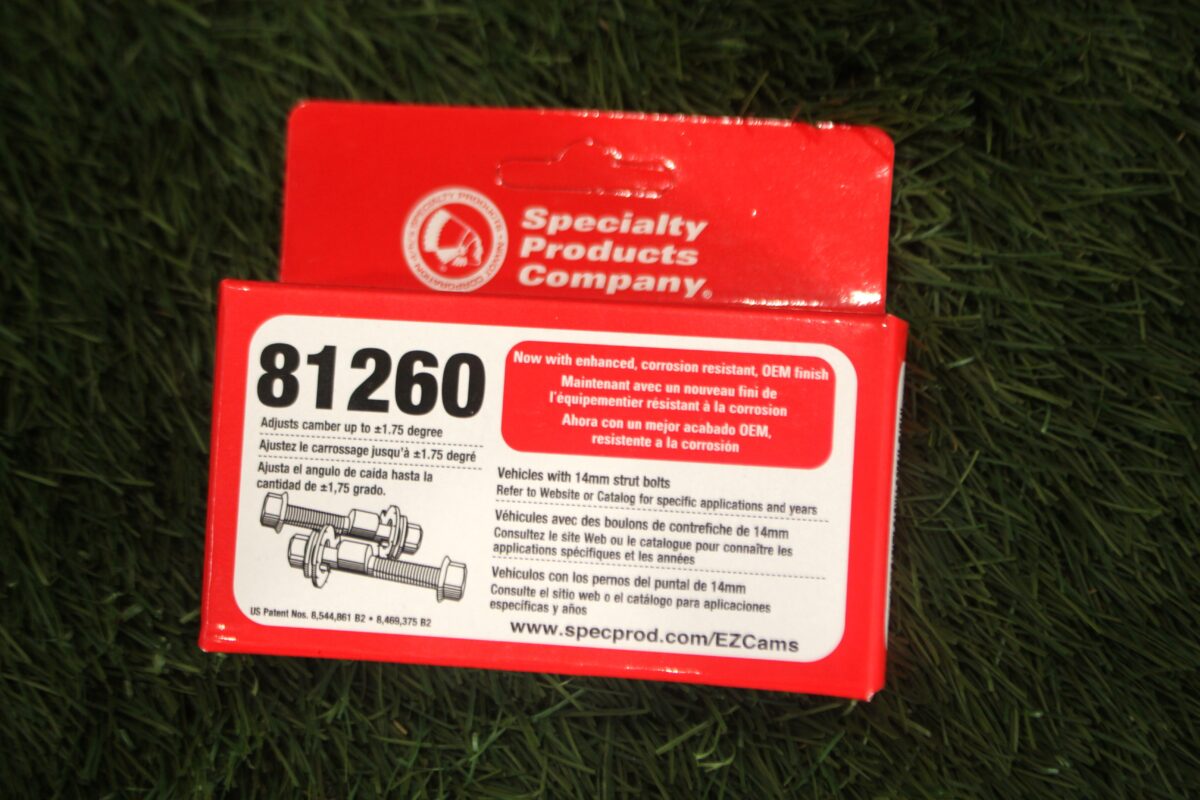 SPECIALTY PRODUCTS
Specialty
Products
Company®
81260
Adjusts camber up to ±1.75 degree
Ajustez le carrossage jusqu'à ±1.75 degré
Ajusta el angulo de caída hasta la
cantidad de ±1,75 grado.
US Patent Nos. 8,544,861 B2 • 8,469,375 B2
Now with enhanced, corrosion resistant, OEM finish
Maintenant avec un nouveau fini de
l'équipementier résistant à la corrosion
Ahora con un mejor acabado OEM,
resistente a la corrosión
Vehicles with 14mm strut bolts
Refer to Website or Catalog for specific applications and years
Véhicules avec des boulons de contrefiche de 14mm
Consultez le site Web ou le catalogue pour connaître les
applications spécifiques et les années
Vehiculos con los pernos del puntal de 14mm
Consulte el sitio web o el catálogo para aplicaciones
específicas y años
www.specprod.com/EZCams